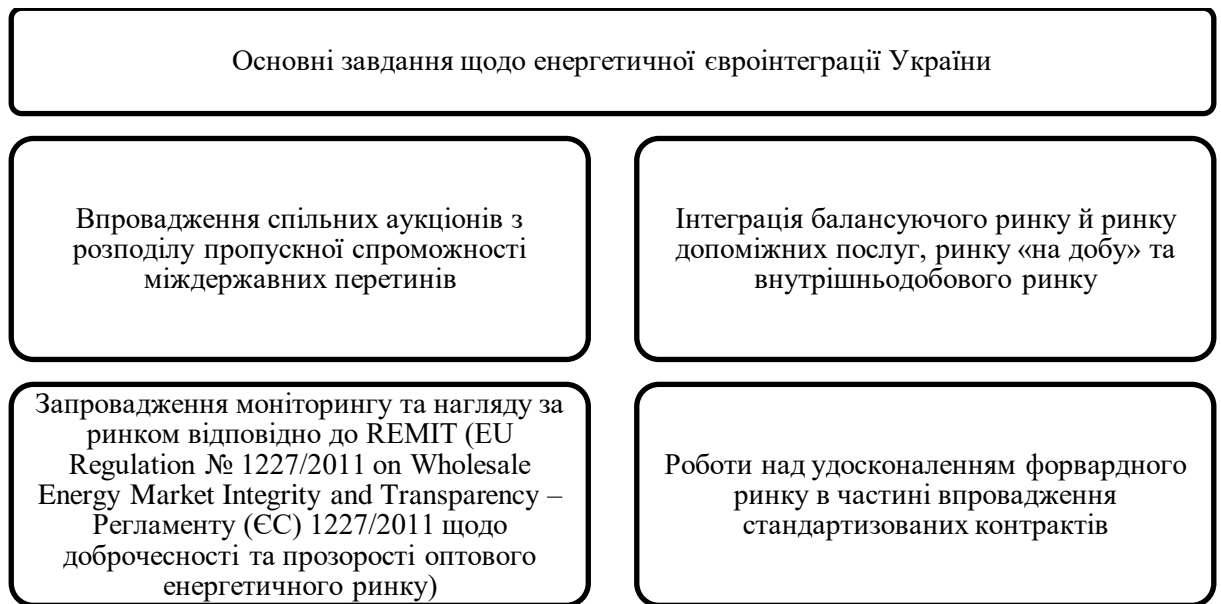 Основні завдання щодо енергетичної євроінтеграції України
Впровадження спільних аукціонів з
розподілу пропускної спроможності
міждержавних перетинів
Інтеграція балансуючого ринку й ринку
допоміжних послуг, ринку «на добу» та
внутрішньодобового ринку
Запровадження моніторингу та нагляду за
ринком відповідно до REMIT (EU
Regulation № 1227/2011 on Wholesale
Energy Market Integrity and Transparency –
Регламенту (ЄС) 1227/2011 щодо
доброчесності та прозорості оптового
енергетичного ринку)
Роботи над удосконаленням форвардного
ринку в частині впровадження
стандартизованих контрактів